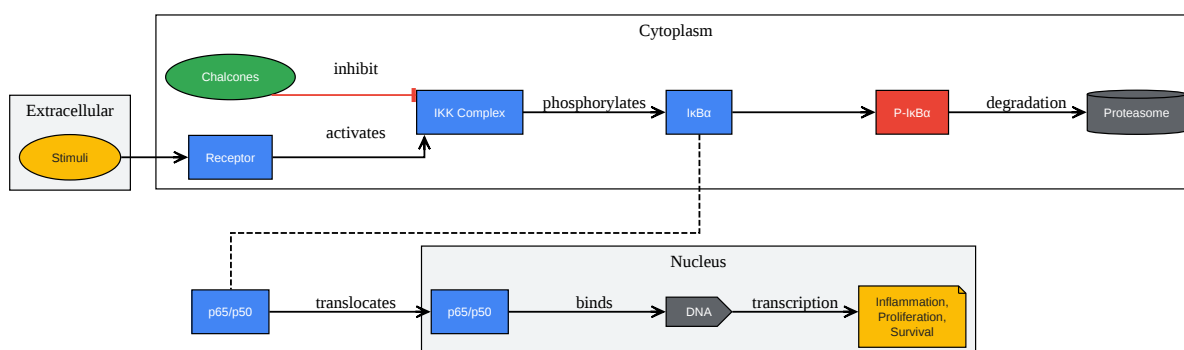 Cytoplasm
Chalcones
inhibit
Extracellular
IKK Complex
phosphorylates
IκBα
P-IκBα
degradation
Proteasome
activates
Stimuli
Receptor
Nucleus
p65/p50
translocates
p65/p50
binds
DNA
transcription
Inflammation,
Proliferation,
Survival